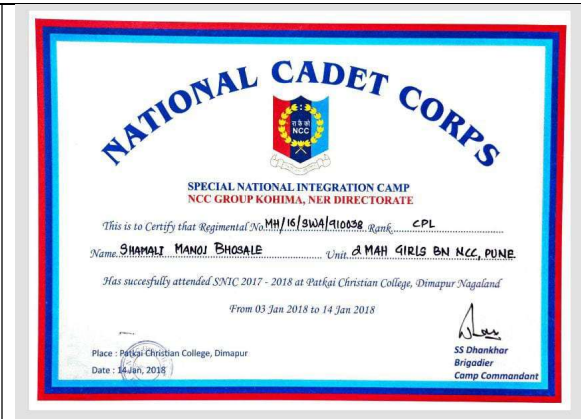 NATIONAL CADET CORPS
रा कै को
NCC
SPECIAL NATIONAL INTEGRATION CAMP
NCC GROUP KOHIMA, NER DIRECTORATE
This is to Certify that Regimental No. MH/16/SWA/910038 Rank CPL
Name. SHAMALI MANOJ BHOSALE Unit. 2 MAH GIRLS BN NCC, PUNE
Has succesfully attended SNIC 2017 - 2018 at Patkai Christian College, Dimapur Nagaland
From 03 Jan 2018 to 14 Jan 2018
Place : Patkai Christian College, Dimapur
Date : 14 Jan, 2018
SS Dhankhar
Brigadier
Camp Commandant